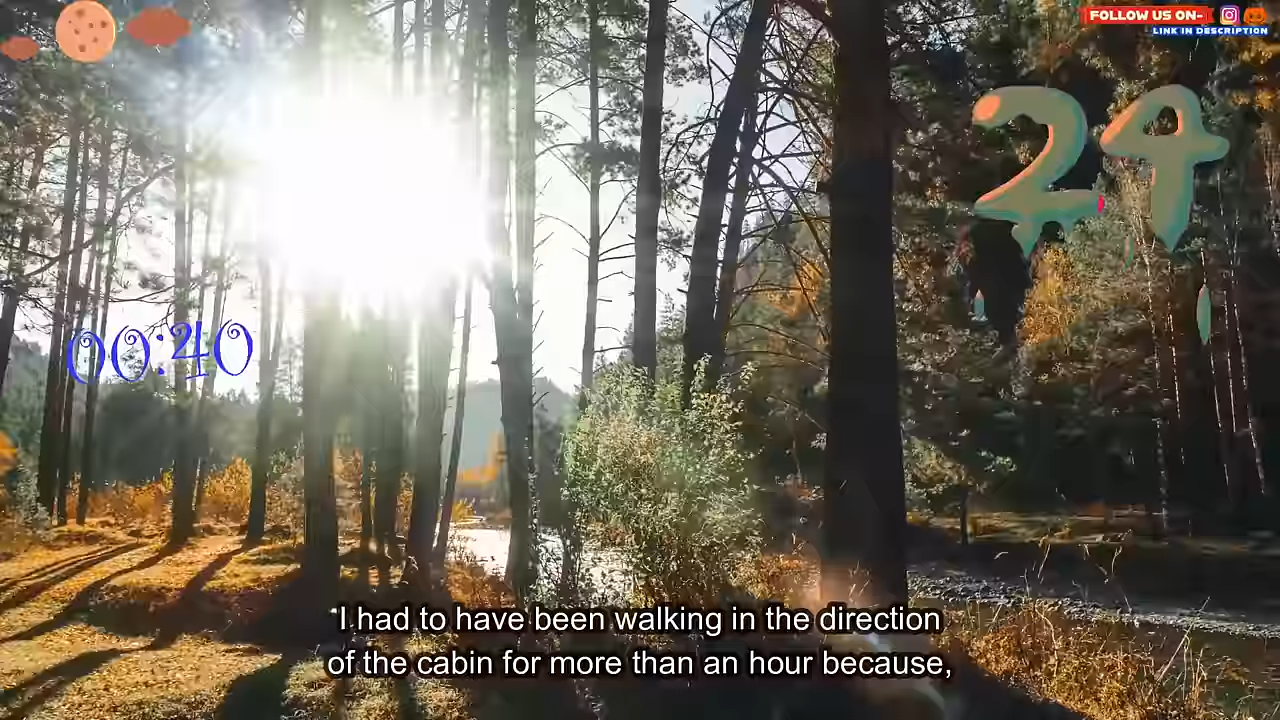 FOLLOW US ON-
LINK IN DESCRIPTION
24
00:40
"I had to have been walking in the direction
of the cabin for more than an hour because,